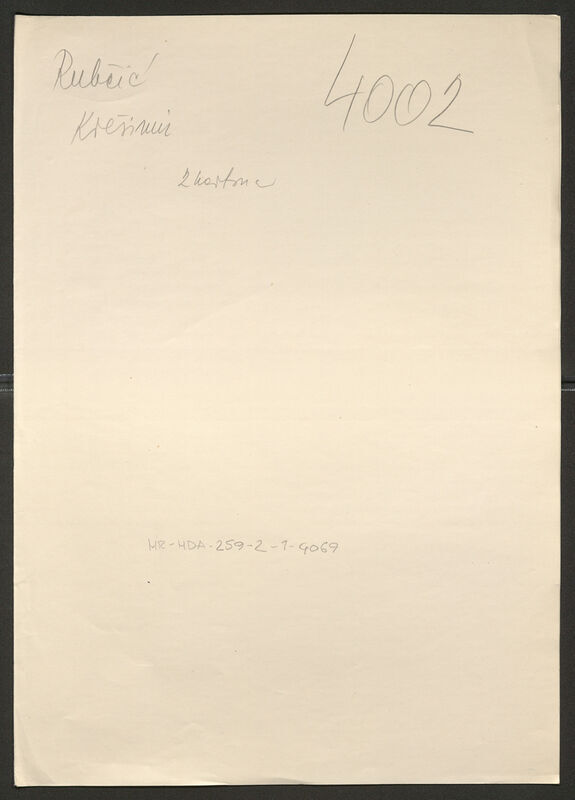 Rubčić
4002
Krešimir
2 kartona
HR-HDA-259-2-1-4069